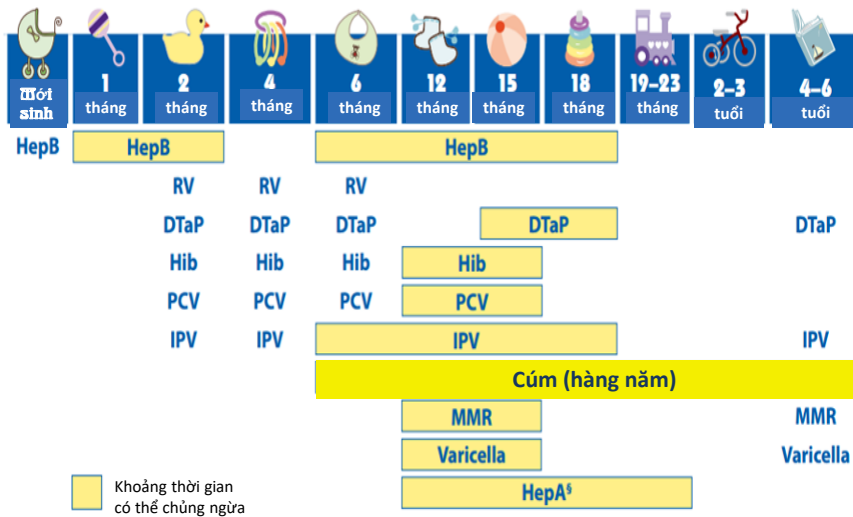 Mới sinh
1 tháng
2 tháng
4 tháng
6 tháng
12 tháng
15 tháng
18 tháng
19–23 tháng
2–3 tuổi
4–6 tuổi
HepB HepB HepB
RV RV RV
DTaP DTaP DTaP DTaP DTaP
Hib Hib Hib Hib
PCV PCV PCV PCV
IPV IPV IPV IPV
Cúm (hàng năm)
MMR MMR
Varicella Varicella
HepA§
Khoảng thời gian
có thể chủng ngừa